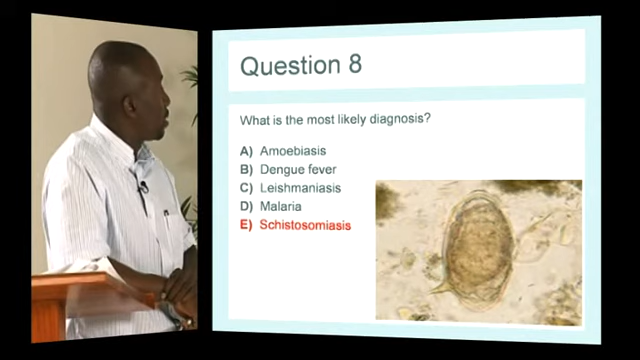 Question 8
What is the most likely diagnosis?
A) Amoebiasis
B) Dengue fever
C) Leishmaniasis
D) Malaria
E) Schistosomiasis